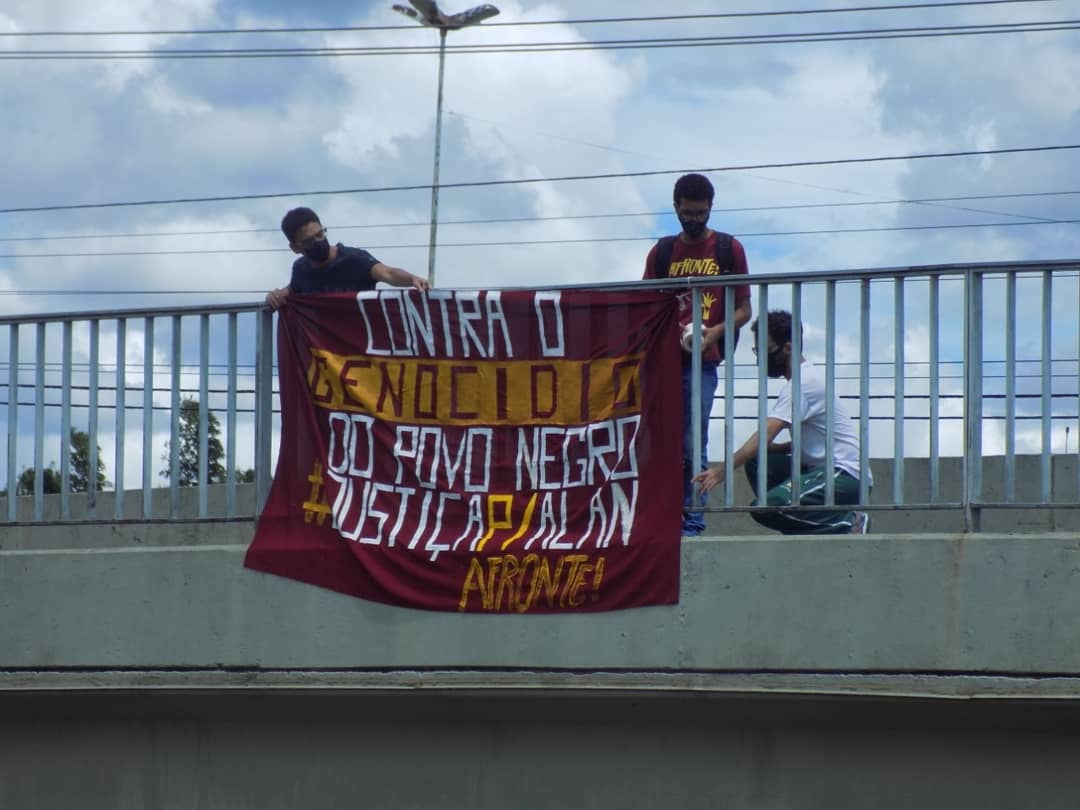 AFRONTE!
CONTRA O
GENOCIDIO
DO POVO NEGRO
#JUSTIÇA P/ ALAN
AFRONTE!